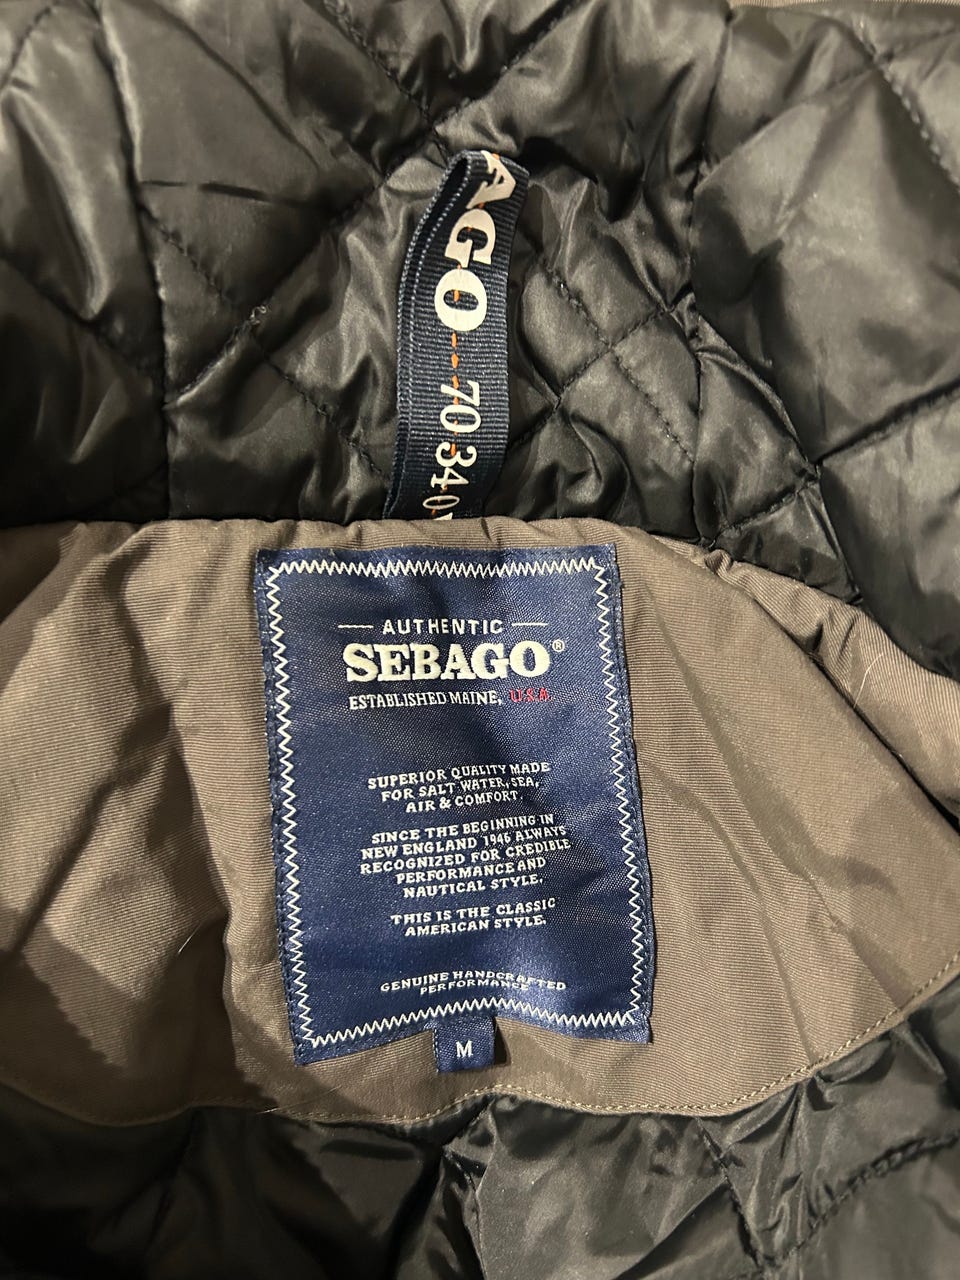 AGO 70 34 0
— AUTHENTIC —
SEBAGO®
ESTABLISHED MAINE, U.S.A.
SUPERIOR QUALITY MADE
FOR SALT WATER, SEA,
AIR & COMFORT.
SINCE THE BEGINNING IN
NEW ENGLAND 1946 ALWAYS
RECOGNIZED FOR CREDIBLE
PERFORMANCE AND
NAUTICAL STYLE.
THIS IS THE CLASSIC
AMERICAN STYLE.
GENUINE HANDCRAFTED
PERFORMANCE
M